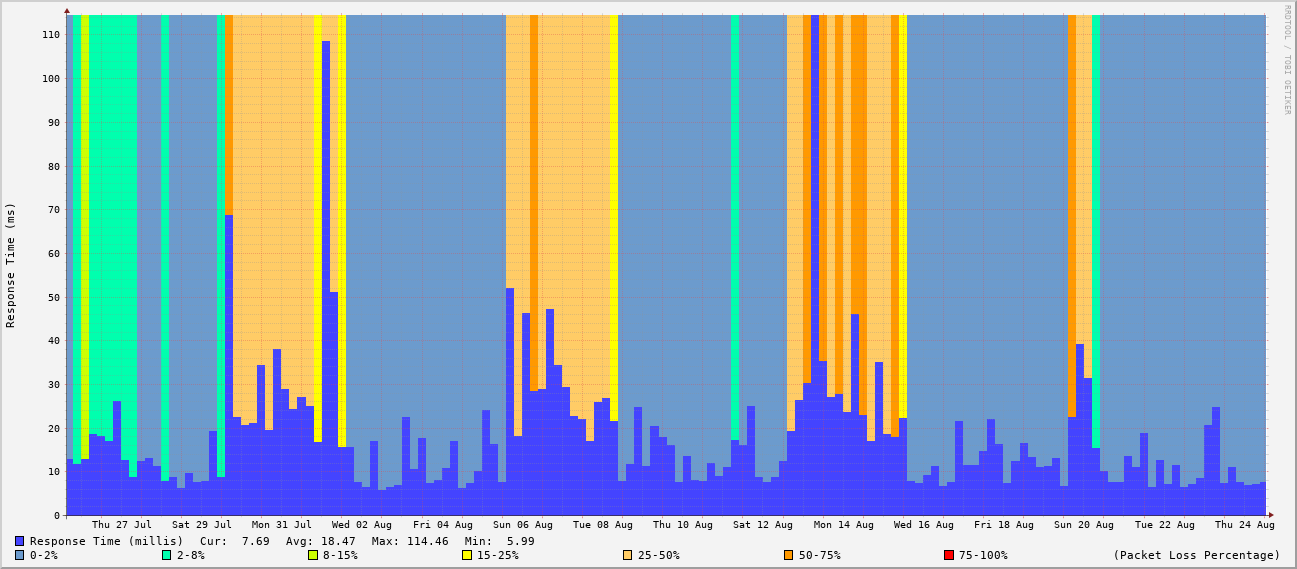 RRDTOOL / TOBI OETIKER
Response Time (ms)
110
100
90
80
70
60
50
40
30
20
10
0
Thu 27 Jul Sat 29 Jul Mon 31 Jul Wed 02 Aug Fri 04 Aug Sun 06 Aug Tue 08 Aug Thu 10 Aug Sat 12 Aug Mon 14 Aug Wed 16 Aug Fri 18 Aug Sun 20 Aug Tue 22 Aug Thu 24 Aug
Response Time (millis) Cur: 7.69 Avg: 18.47 Max: 114.46 Min: 5.99
0-2% 2-8% 8-15% 15-25% 25-50% 50-75% 75-100% (Packet Loss Percentage)